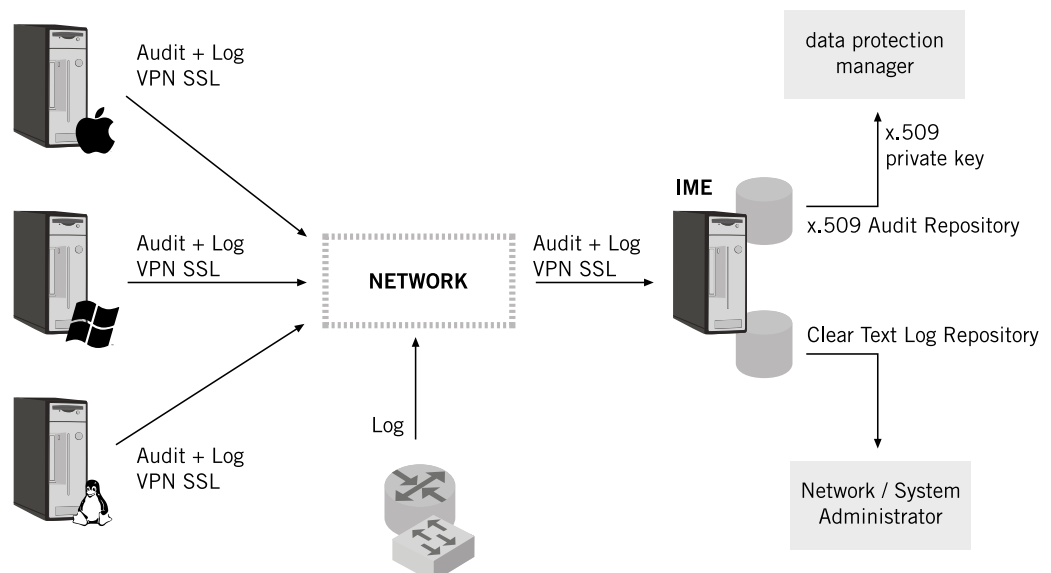 Audit + Log
VPN SSL
data protection
manager
x.509
private key
IME
x.509 Audit Repository
Audit + Log
VPN SSL
NETWORK
Audit + Log
VPN SSL
Clear Text Log Repository
Log
Audit + Log
VPN SSL
Network / System
Administrator